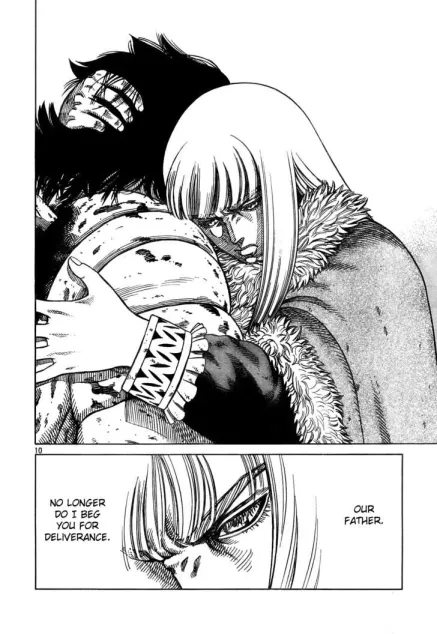 10
OUR
FATHER.
NO LONGER
DO I BEG
YOU FOR
DELIVERANCE.